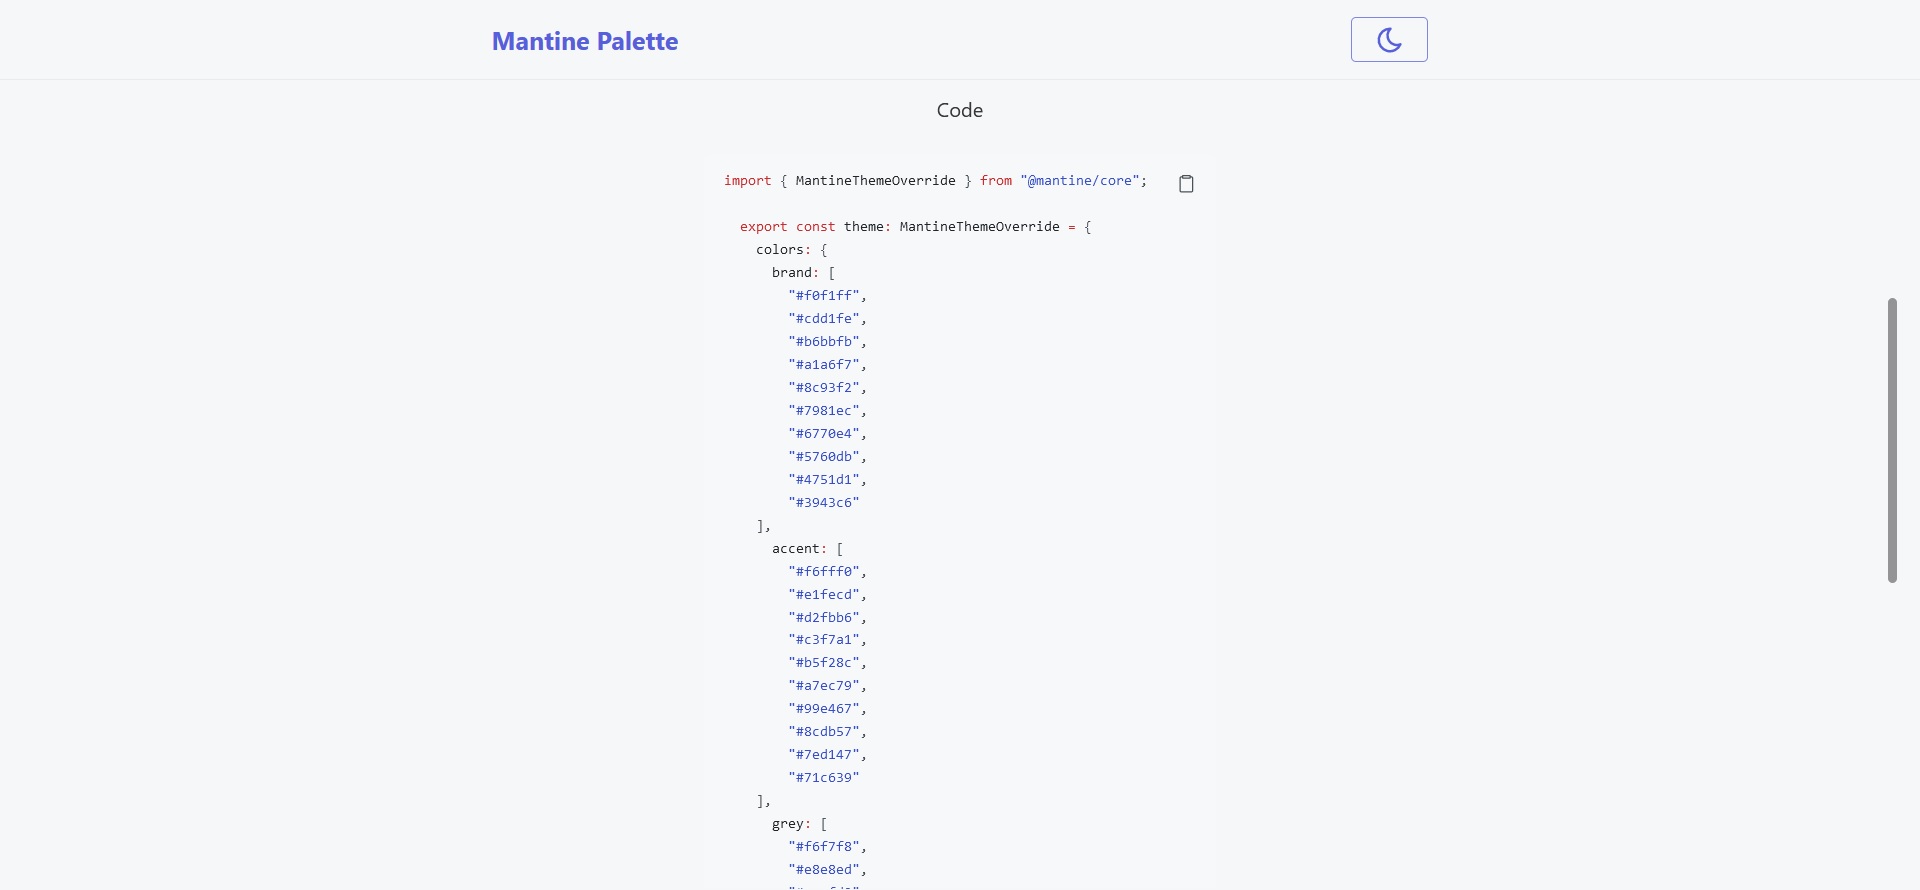 Mantine Palette
Code
import { MantineThemeOverride } from "@mantine/core";
export const theme: MantineThemeOverride = {
colors: {
brand: [
"#f0f1ff",
"#cdd1fe",
"#b6bbfb",
"#a1a6f7",
"#8c93f2",
"#7981ec",
"#6770e4",
"#5760db",
"#4751d1",
"#3943c6"
],
accent: [
"#f6fff0",
"#e1fecd",
"#d2fbb6",
"#c3f7a1",
"#b5f28c",
"#a7ec79",
"#99e467",
"#8cdb57",
"#7ed147",
"#71c639"
],
grey: [
"#f6f7f8",
"#e8e8ed",